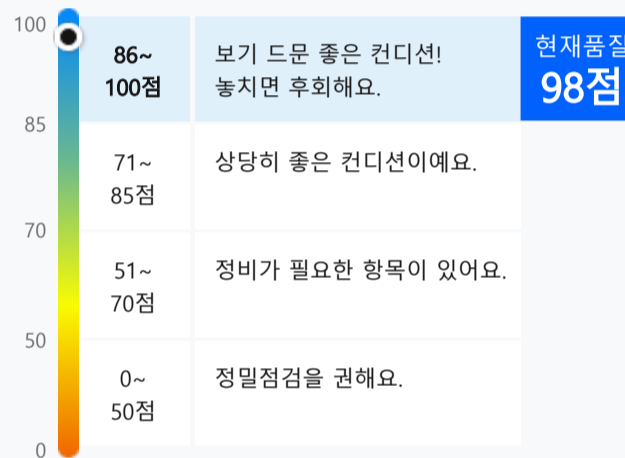 100
86~
100점
보기 드문 좋은 컨디션!
놓치면 후회해요.
현재품질
98점
85
71~
85점
상당히 좋은 컨디션이예요.
70
51~
70점
정비가 필요한 항목이 있어요.
50
0~
50점
정밀점검을 권해요.
0